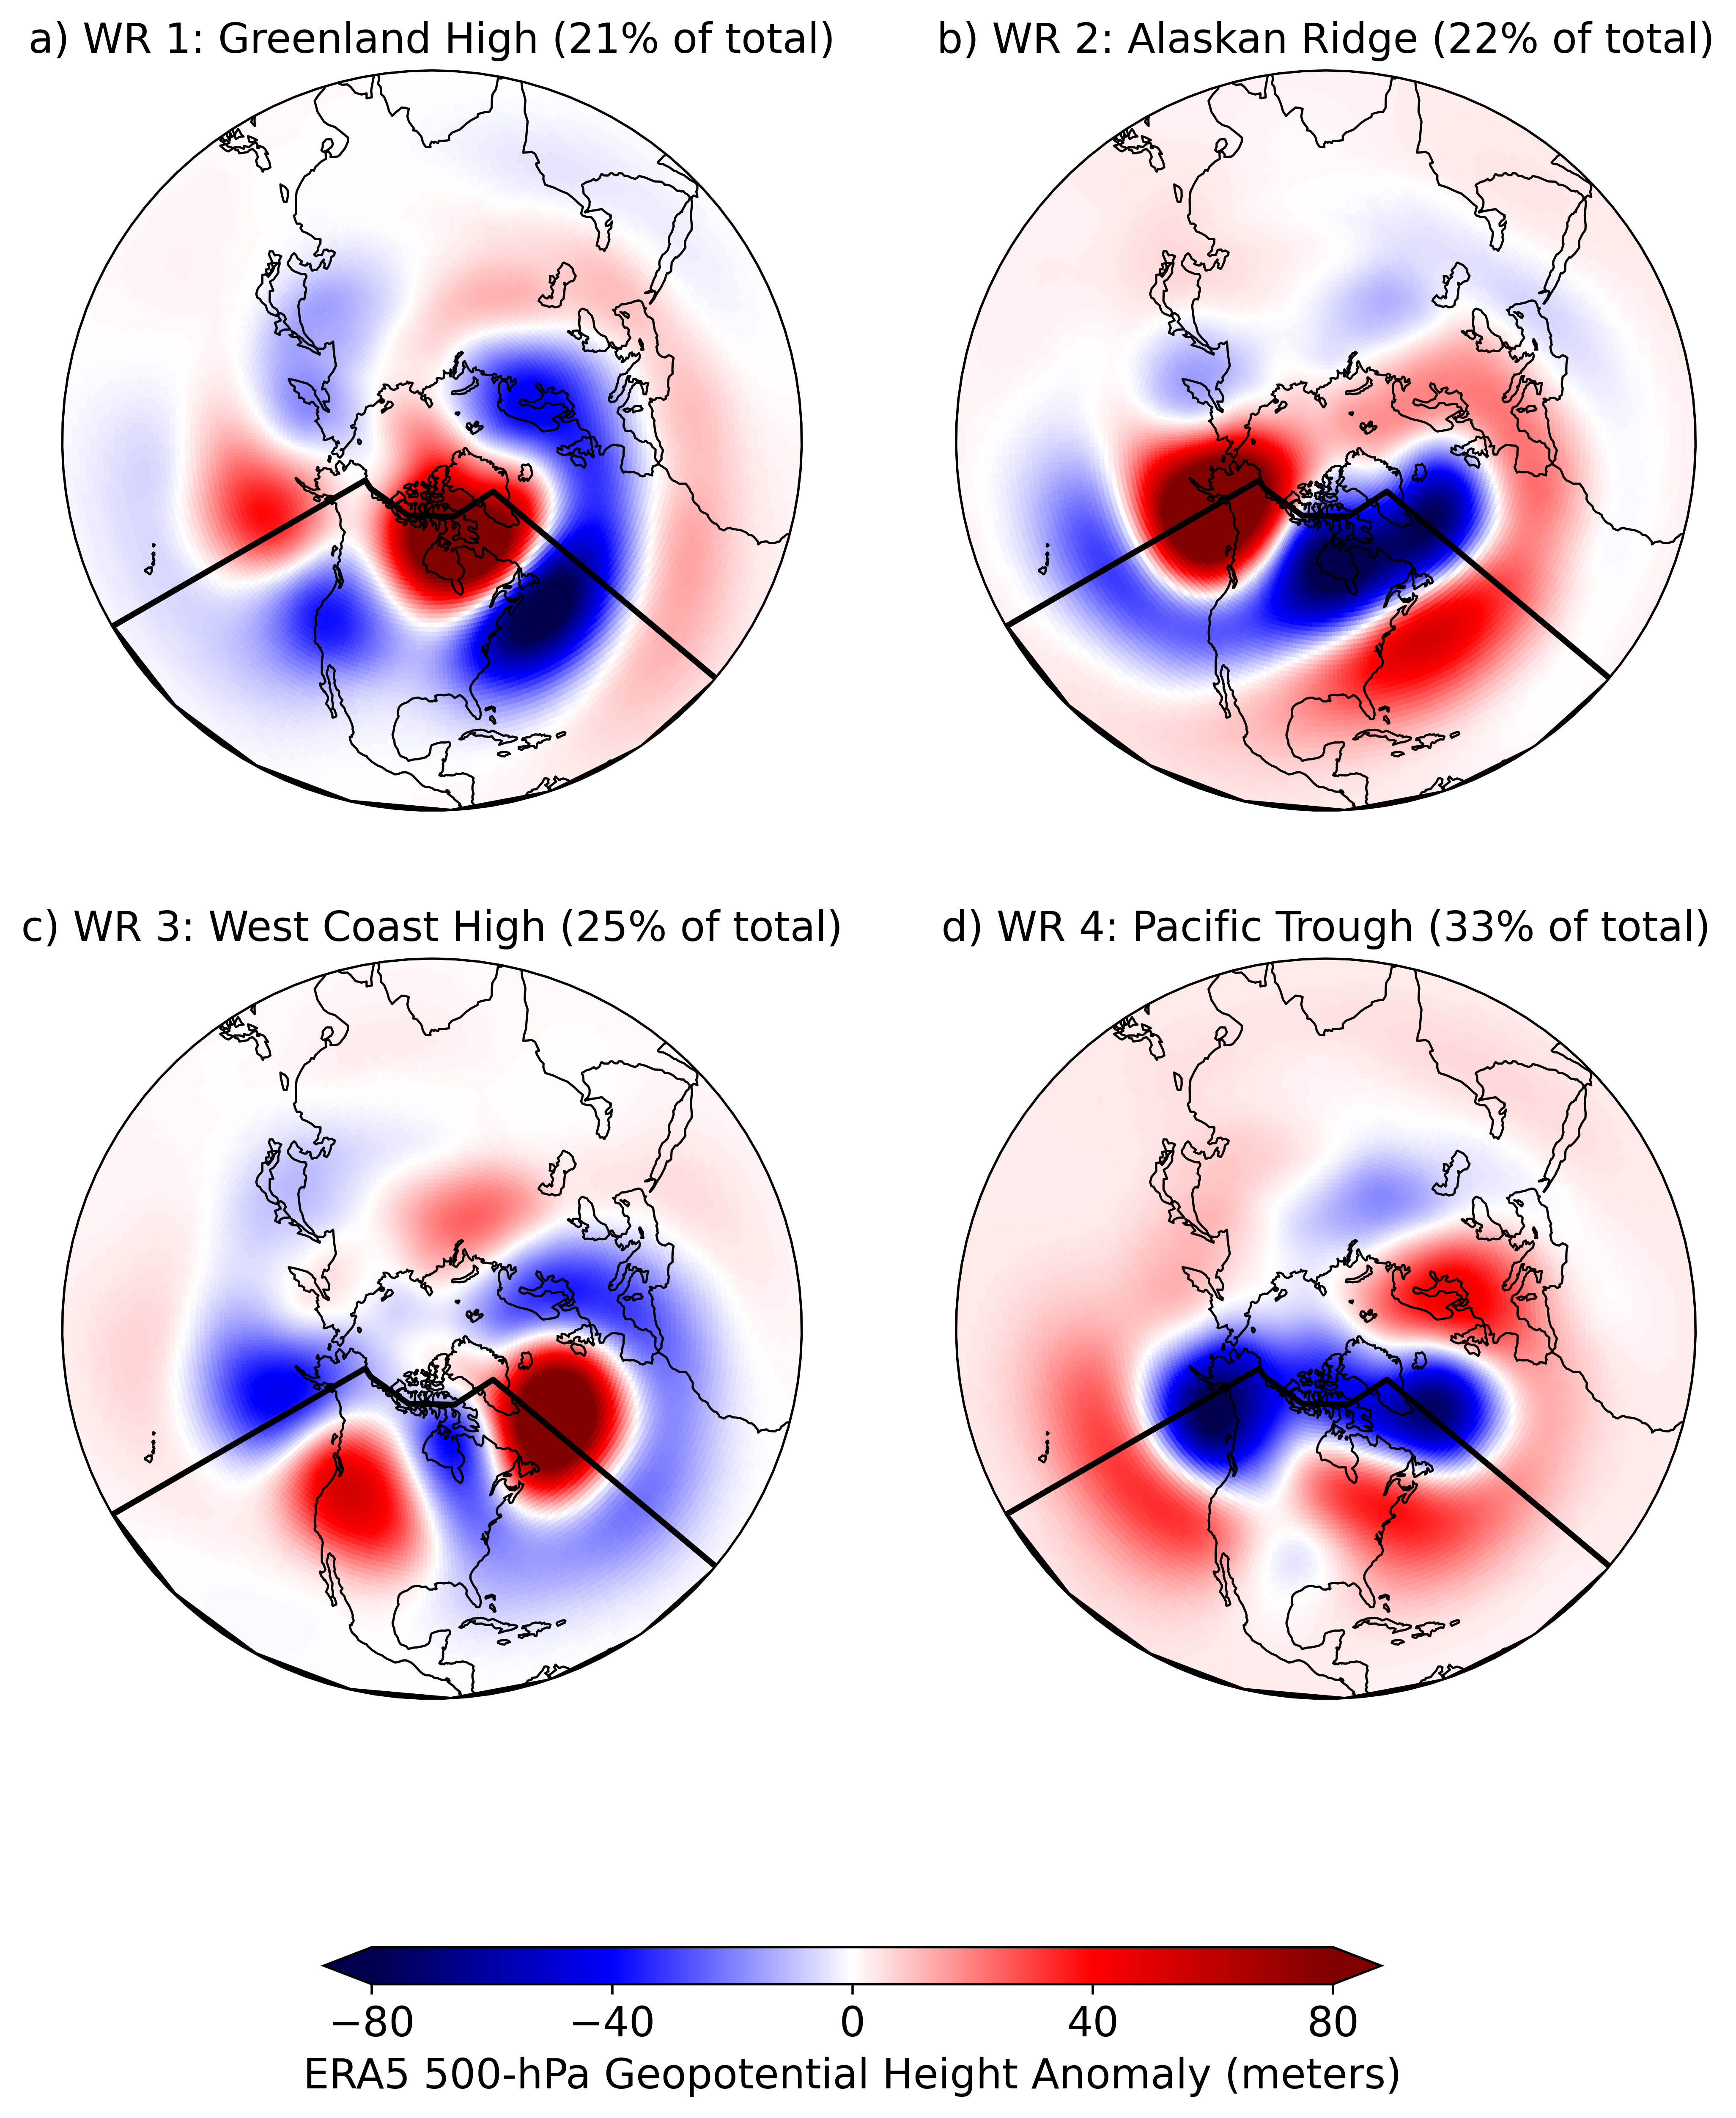 a) WR 1: Greenland High (21% of total)
b) WR 2: Alaskan Ridge (22% of total)
c) WR 3: West Coast High (25% of total)
d) WR 4: Pacific Trough (33% of total)
−80 −40 0 40 80
ERA5 500-hPa Geopotential Height Anomaly (meters)